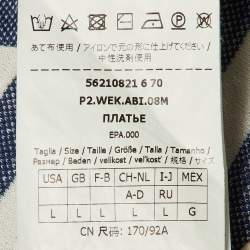 あて布使用 / アイロンで元の形に仕上げてください/
中性洗剤使用
56210821 6 70
P2.WEK.ABI.08M
ПЛАТЬЕ
EPA.000
Taglia / Size / Taille / Größe / Talla / Tamanho /
Размер / Beden / velikost / veľkosť / 规格 / サイズ
USA GB F-B CH-NL I-J MEX
A-D RU
L L L L L G
CN 尺码: 170/92A